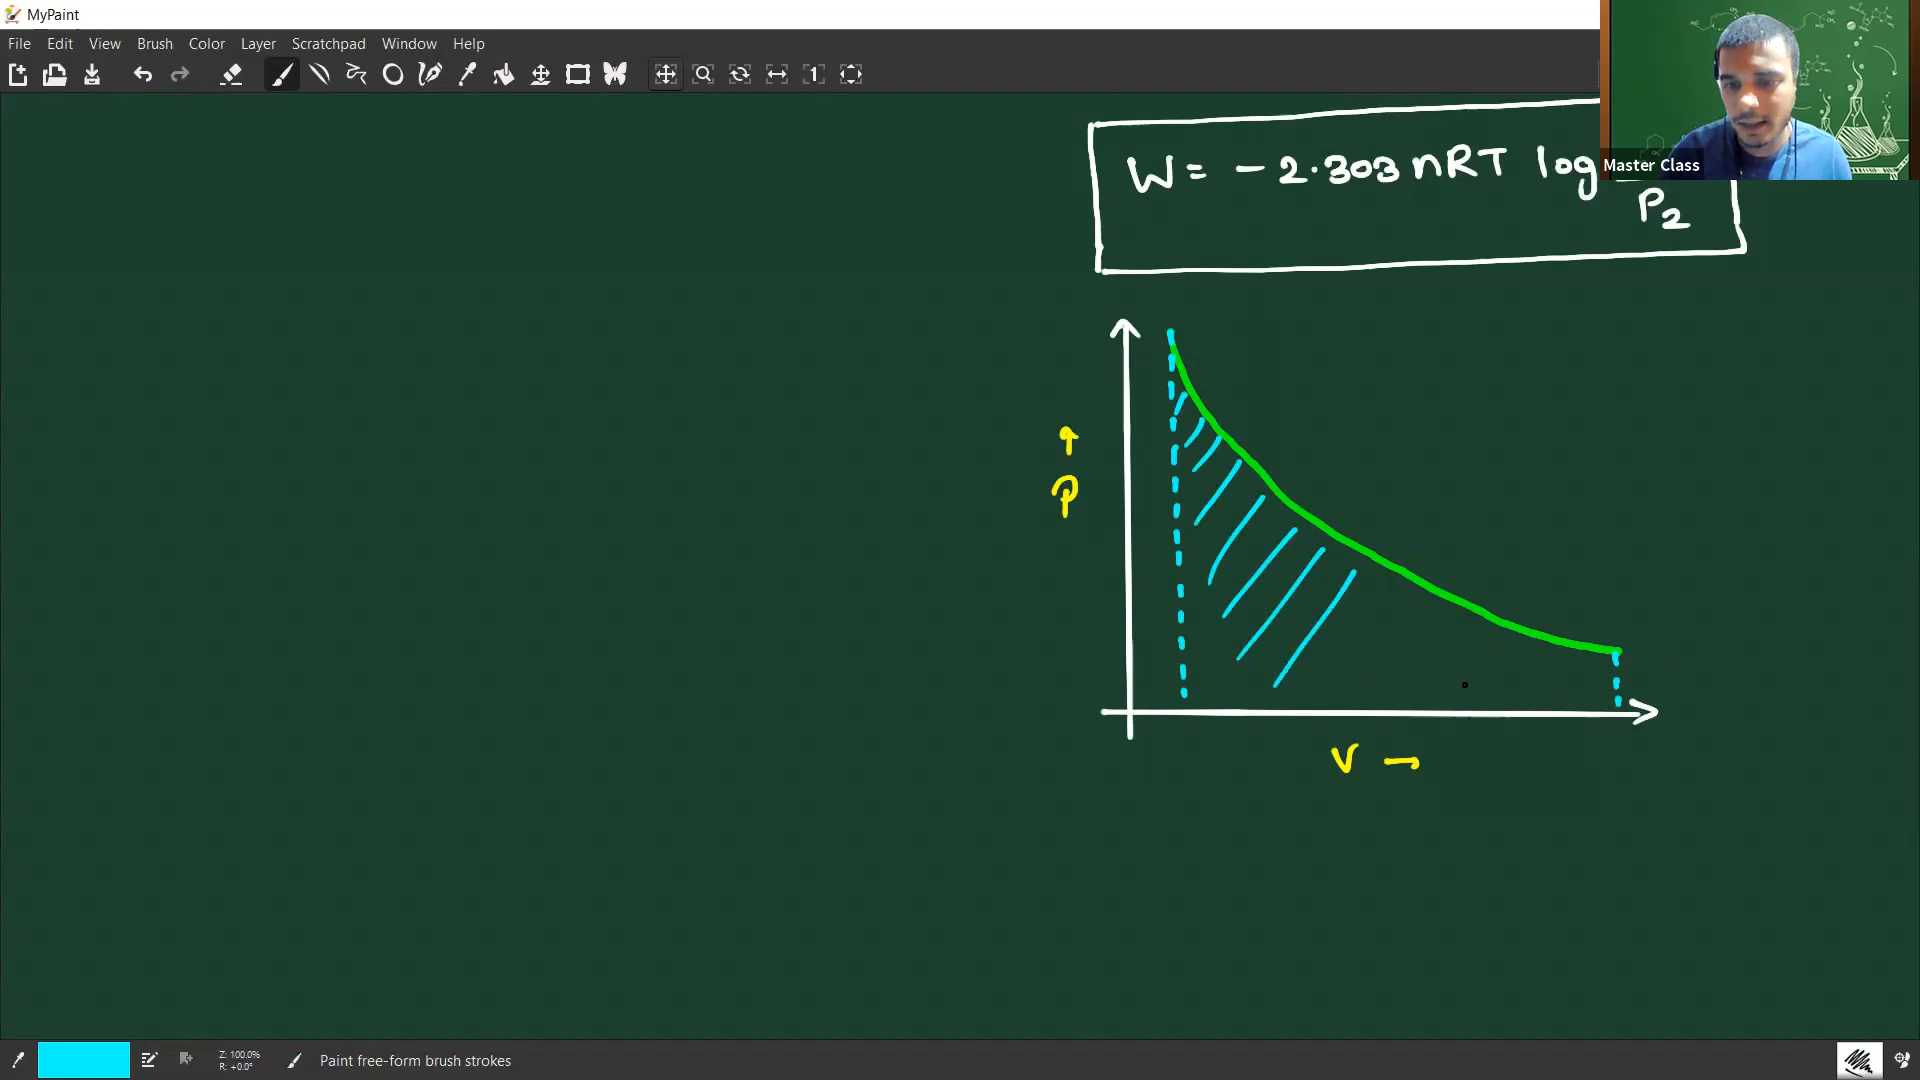 MyPaint
File Edit View Brush Color Layer Scratchpad Window Help
1
Master Class
W = - 2.303 nRT log
P2
↑
P
V →
Z: 100.0%
R: +0.0°
Paint free-form brush strokes